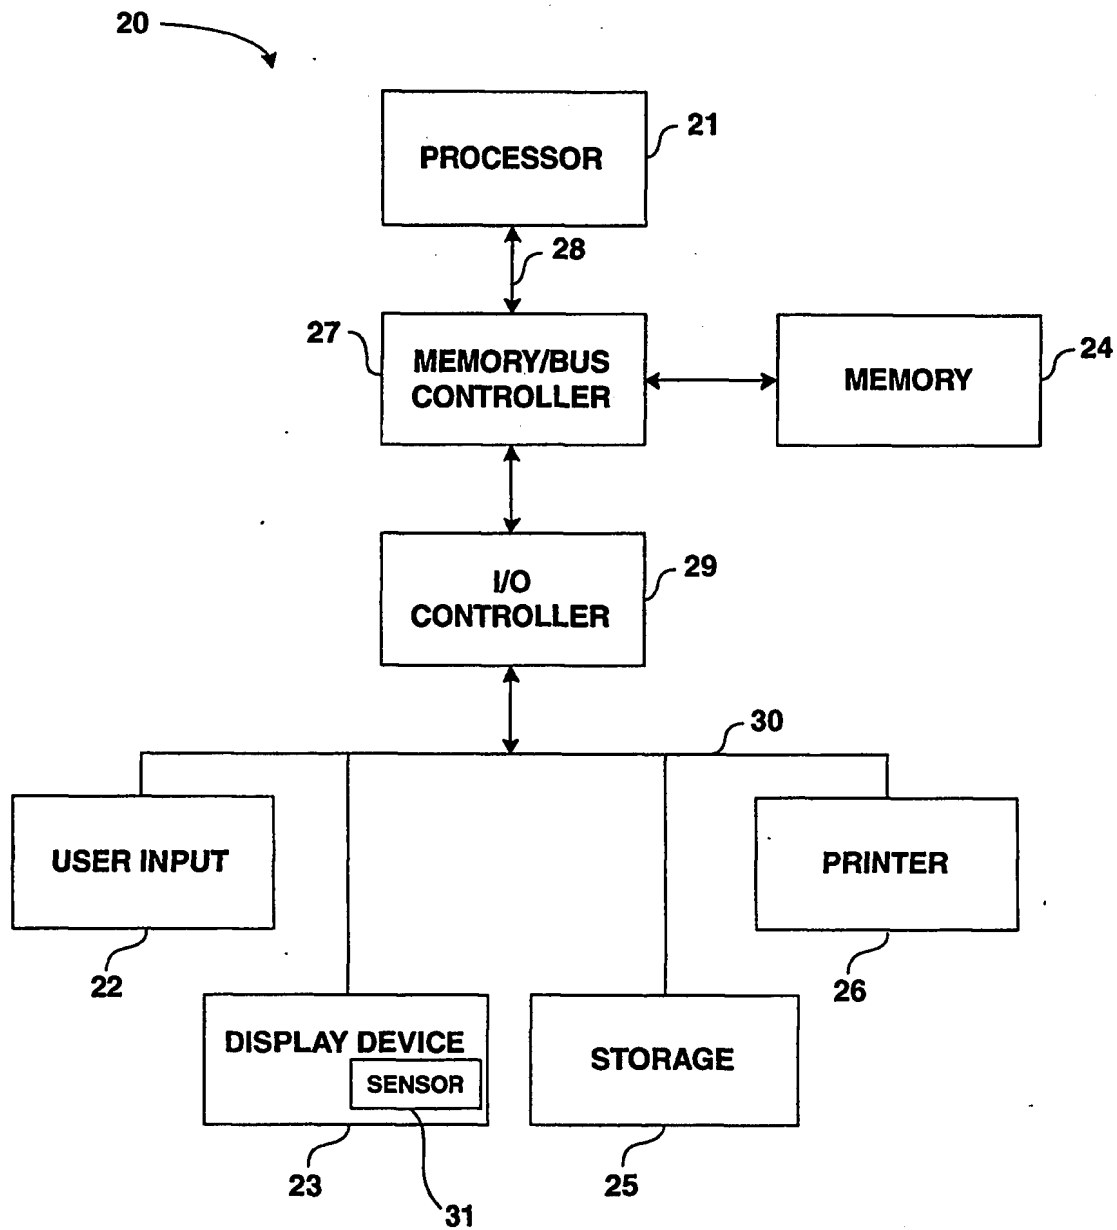 20
21
PROCESSOR
28
27
MEMORY/BUS
CONTROLLER
24
MEMORY
29
I/O
CONTROLLER
30
USER INPUT
PRINTER
22
26
DISPLAY DEVICE
SENSOR
STORAGE
23
31
25